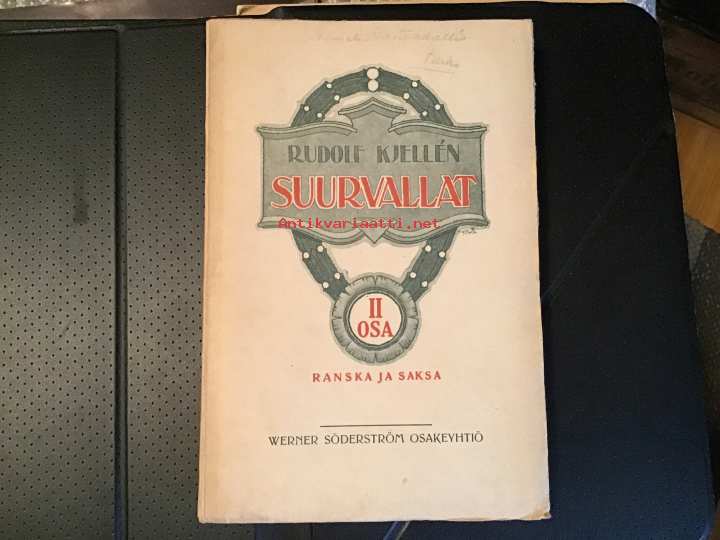 RUDOLF KJELLÉN
SUURVALLAT
Antikvariaatti.net
II
OSA
RANSKA JA SAKSA
WERNER SÖDERSTRÖM OSAKEYHTIÖ